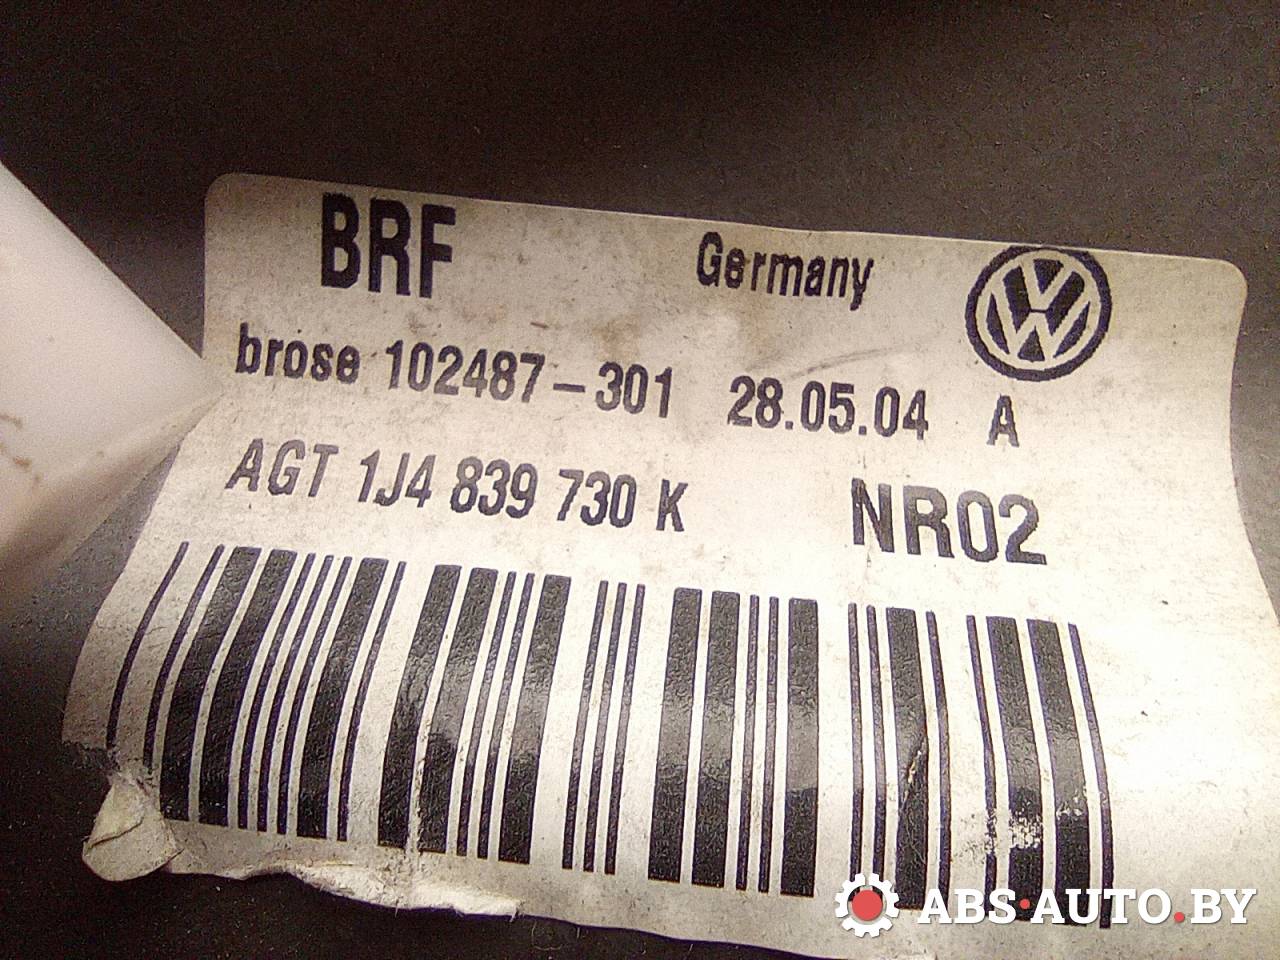 BRF Germany
brose 102487-301 28.05.04 A
AGT 1J4 839 730 K NR02
ABS·AUTO.BY